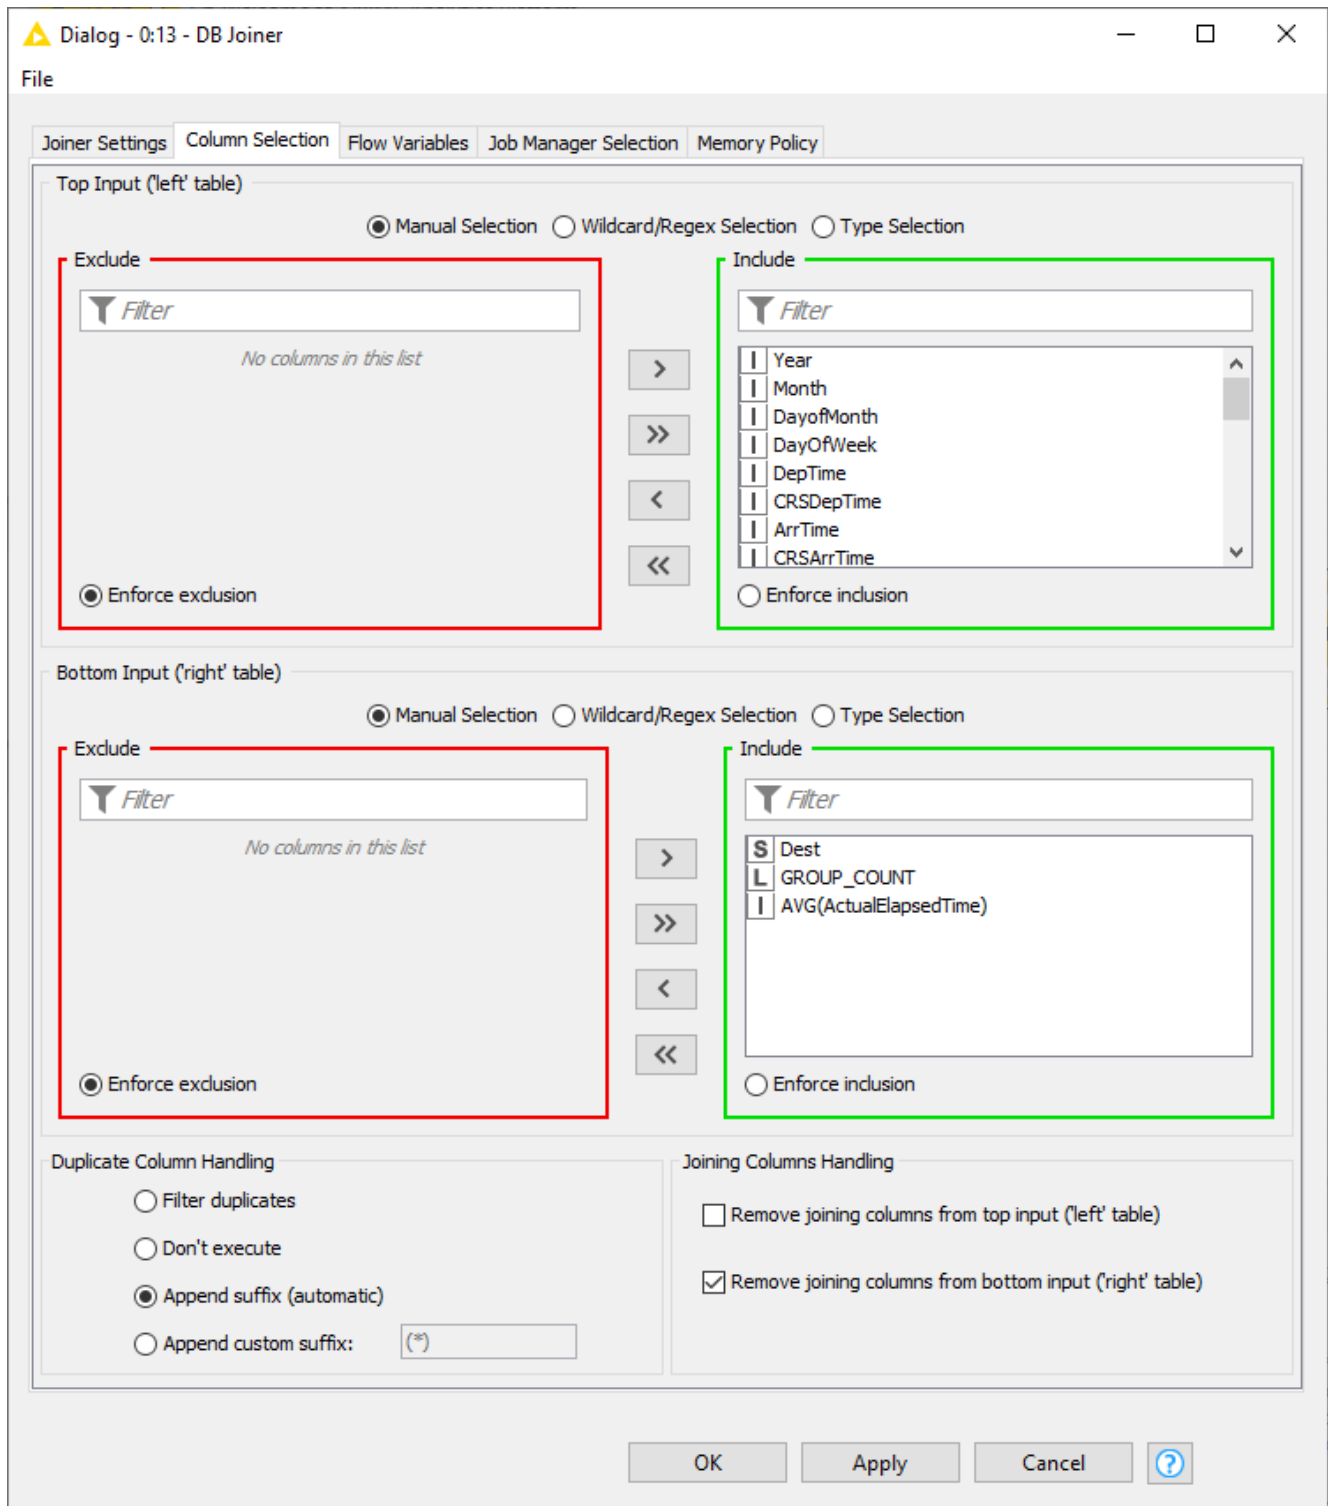 Dialog - 0:13 - DB Joiner
File
Joiner Settings Column Selection Flow Variables Job Manager Selection Memory Policy
Top Input ('left' table)
Manual Selection Wildcard/Regex Selection Type Selection
Exclude Include
Filter Filter
No columns in this list
I Year
I Month
I DayofMonth
I DayOfWeek
I DepTime
I CRSDepTime
I ArrTime
I CRSArrTime
> 
>>
<
<<
Enforce exclusion Enforce inclusion
Bottom Input ('right' table)
Manual Selection Wildcard/Regex Selection Type Selection
Exclude Include
Filter Filter
No columns in this list
S Dest
L GROUP_COUNT
I AVG(ActualElapsedTime)
>
>>
<
<<
Enforce exclusion Enforce inclusion
Duplicate Column Handling
Filter duplicates
Don't execute
Append suffix (automatic)
Append custom suffix: (*)
Joining Columns Handling
Remove joining columns from top input ('left' table)
Remove joining columns from bottom input ('right' table)
OK Apply Cancel ?